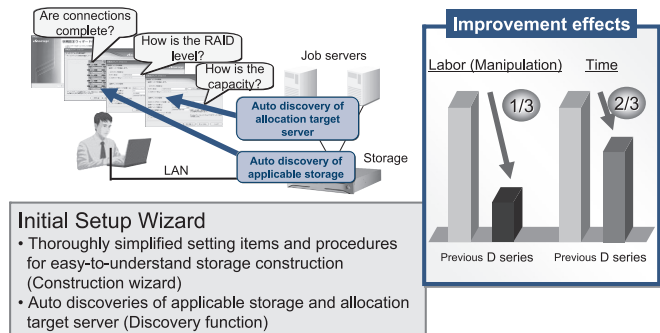 Are connections
complete?
How is the RAID
level?
How is the
capacity?
Job servers
Auto discovery of
allocation target
server
Auto discovery of
applicable storage
LAN
Storage
Initial Setup Wizard
• Thoroughly simplified setting items and procedures
for easy-to-understand storage construction
(Construction wizard)
• Auto discoveries of applicable storage and allocation
target server (Discovery function)
Improvement effects
Labor (Manipulation)
Time
1/3
2/3
Previous D series
Previous D series